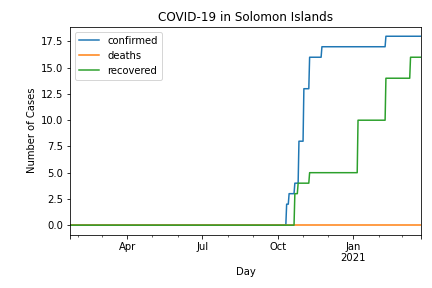 COVID-19 in Solomon Islands
confirmed
deaths
recovered
Number of Cases
17.5
15.0
12.5
10.0
7.5
5.0
2.5
0.0
Apr
Jul
Oct
Jan
2021
Day